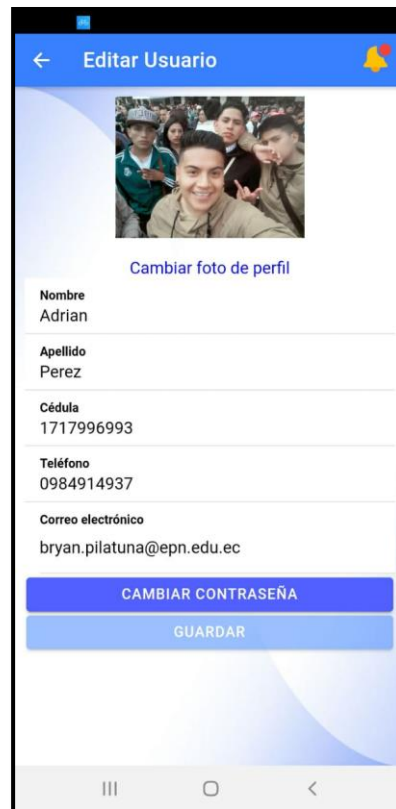 Editar Usuario
Cambiar foto de perfil
Nombre
Adrian
Apellido
Perez
Cédula
1717996993
Teléfono
0984914937
Correo electrónico
bryan.pilatuna@epn.edu.ec
CAMBIAR CONTRASEÑA
GUARDAR